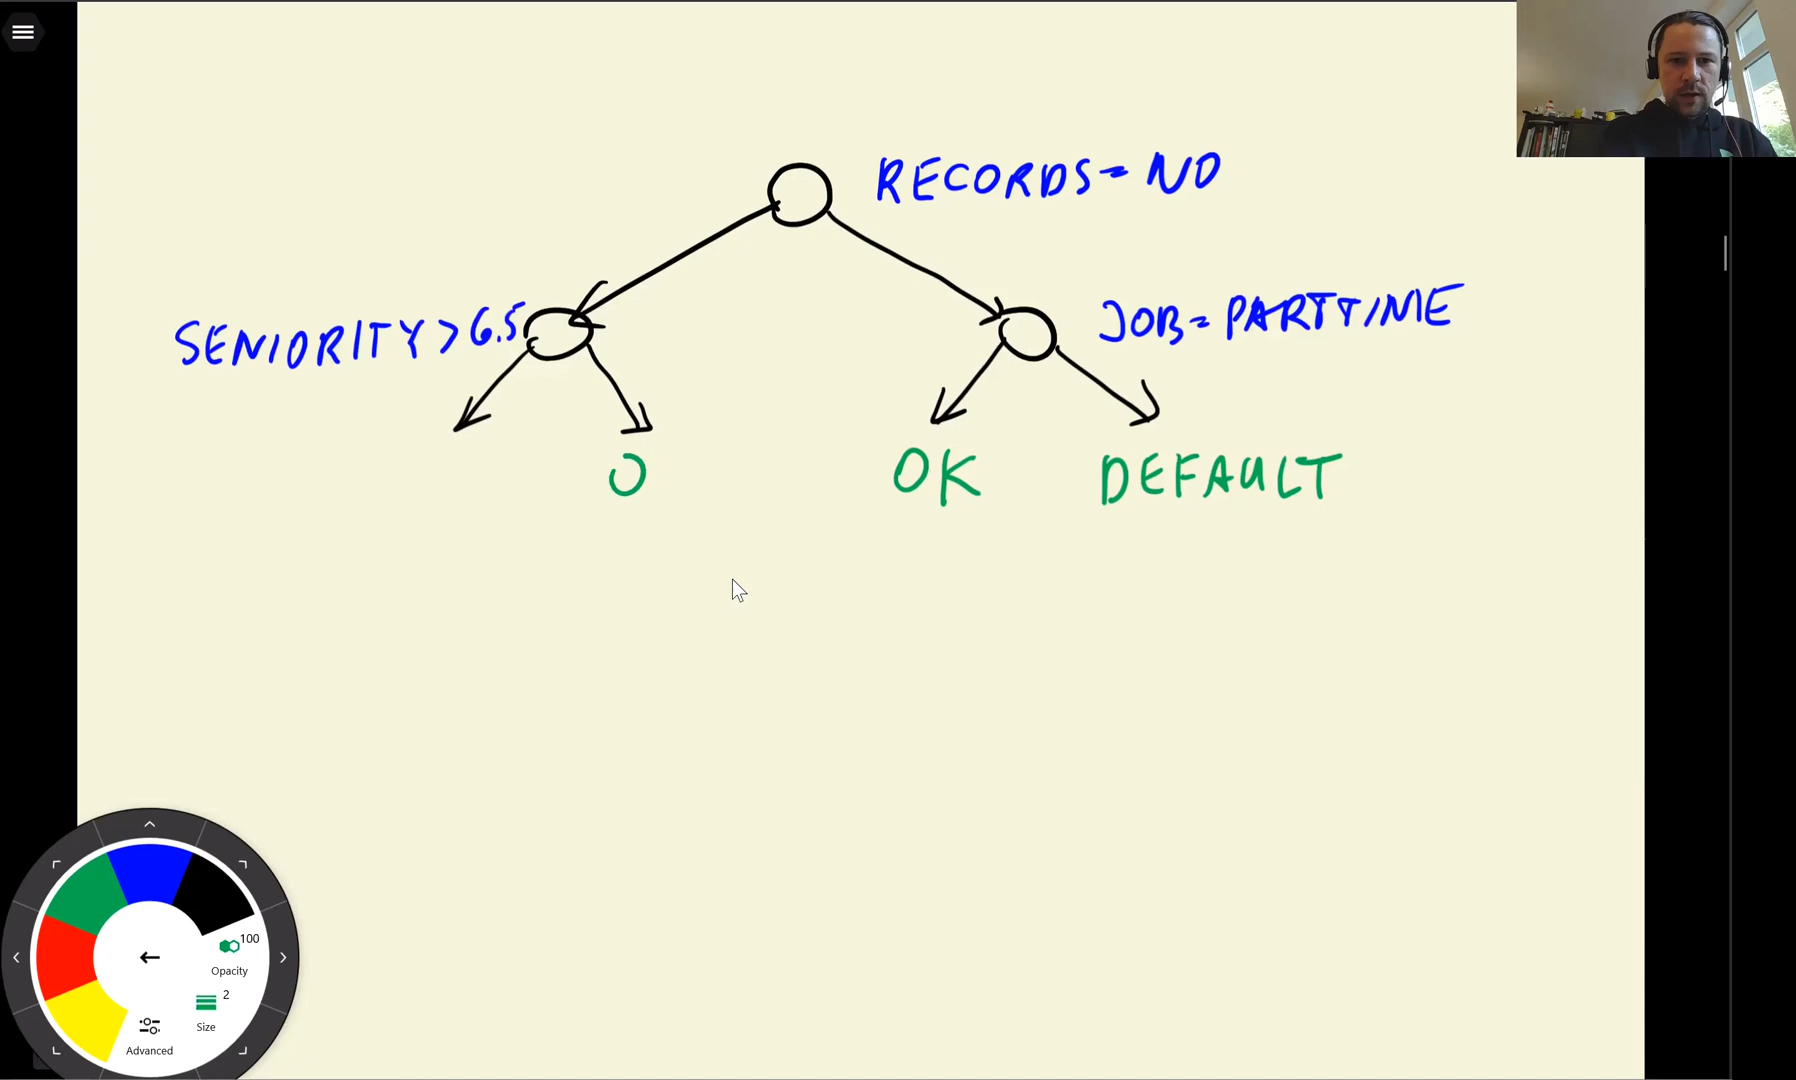 RECORDS = NO
SENIORITY > 6.5
JOB = PARTTIME
O
OK
DEFAULT
100
Opacity
2
Size
Advanced